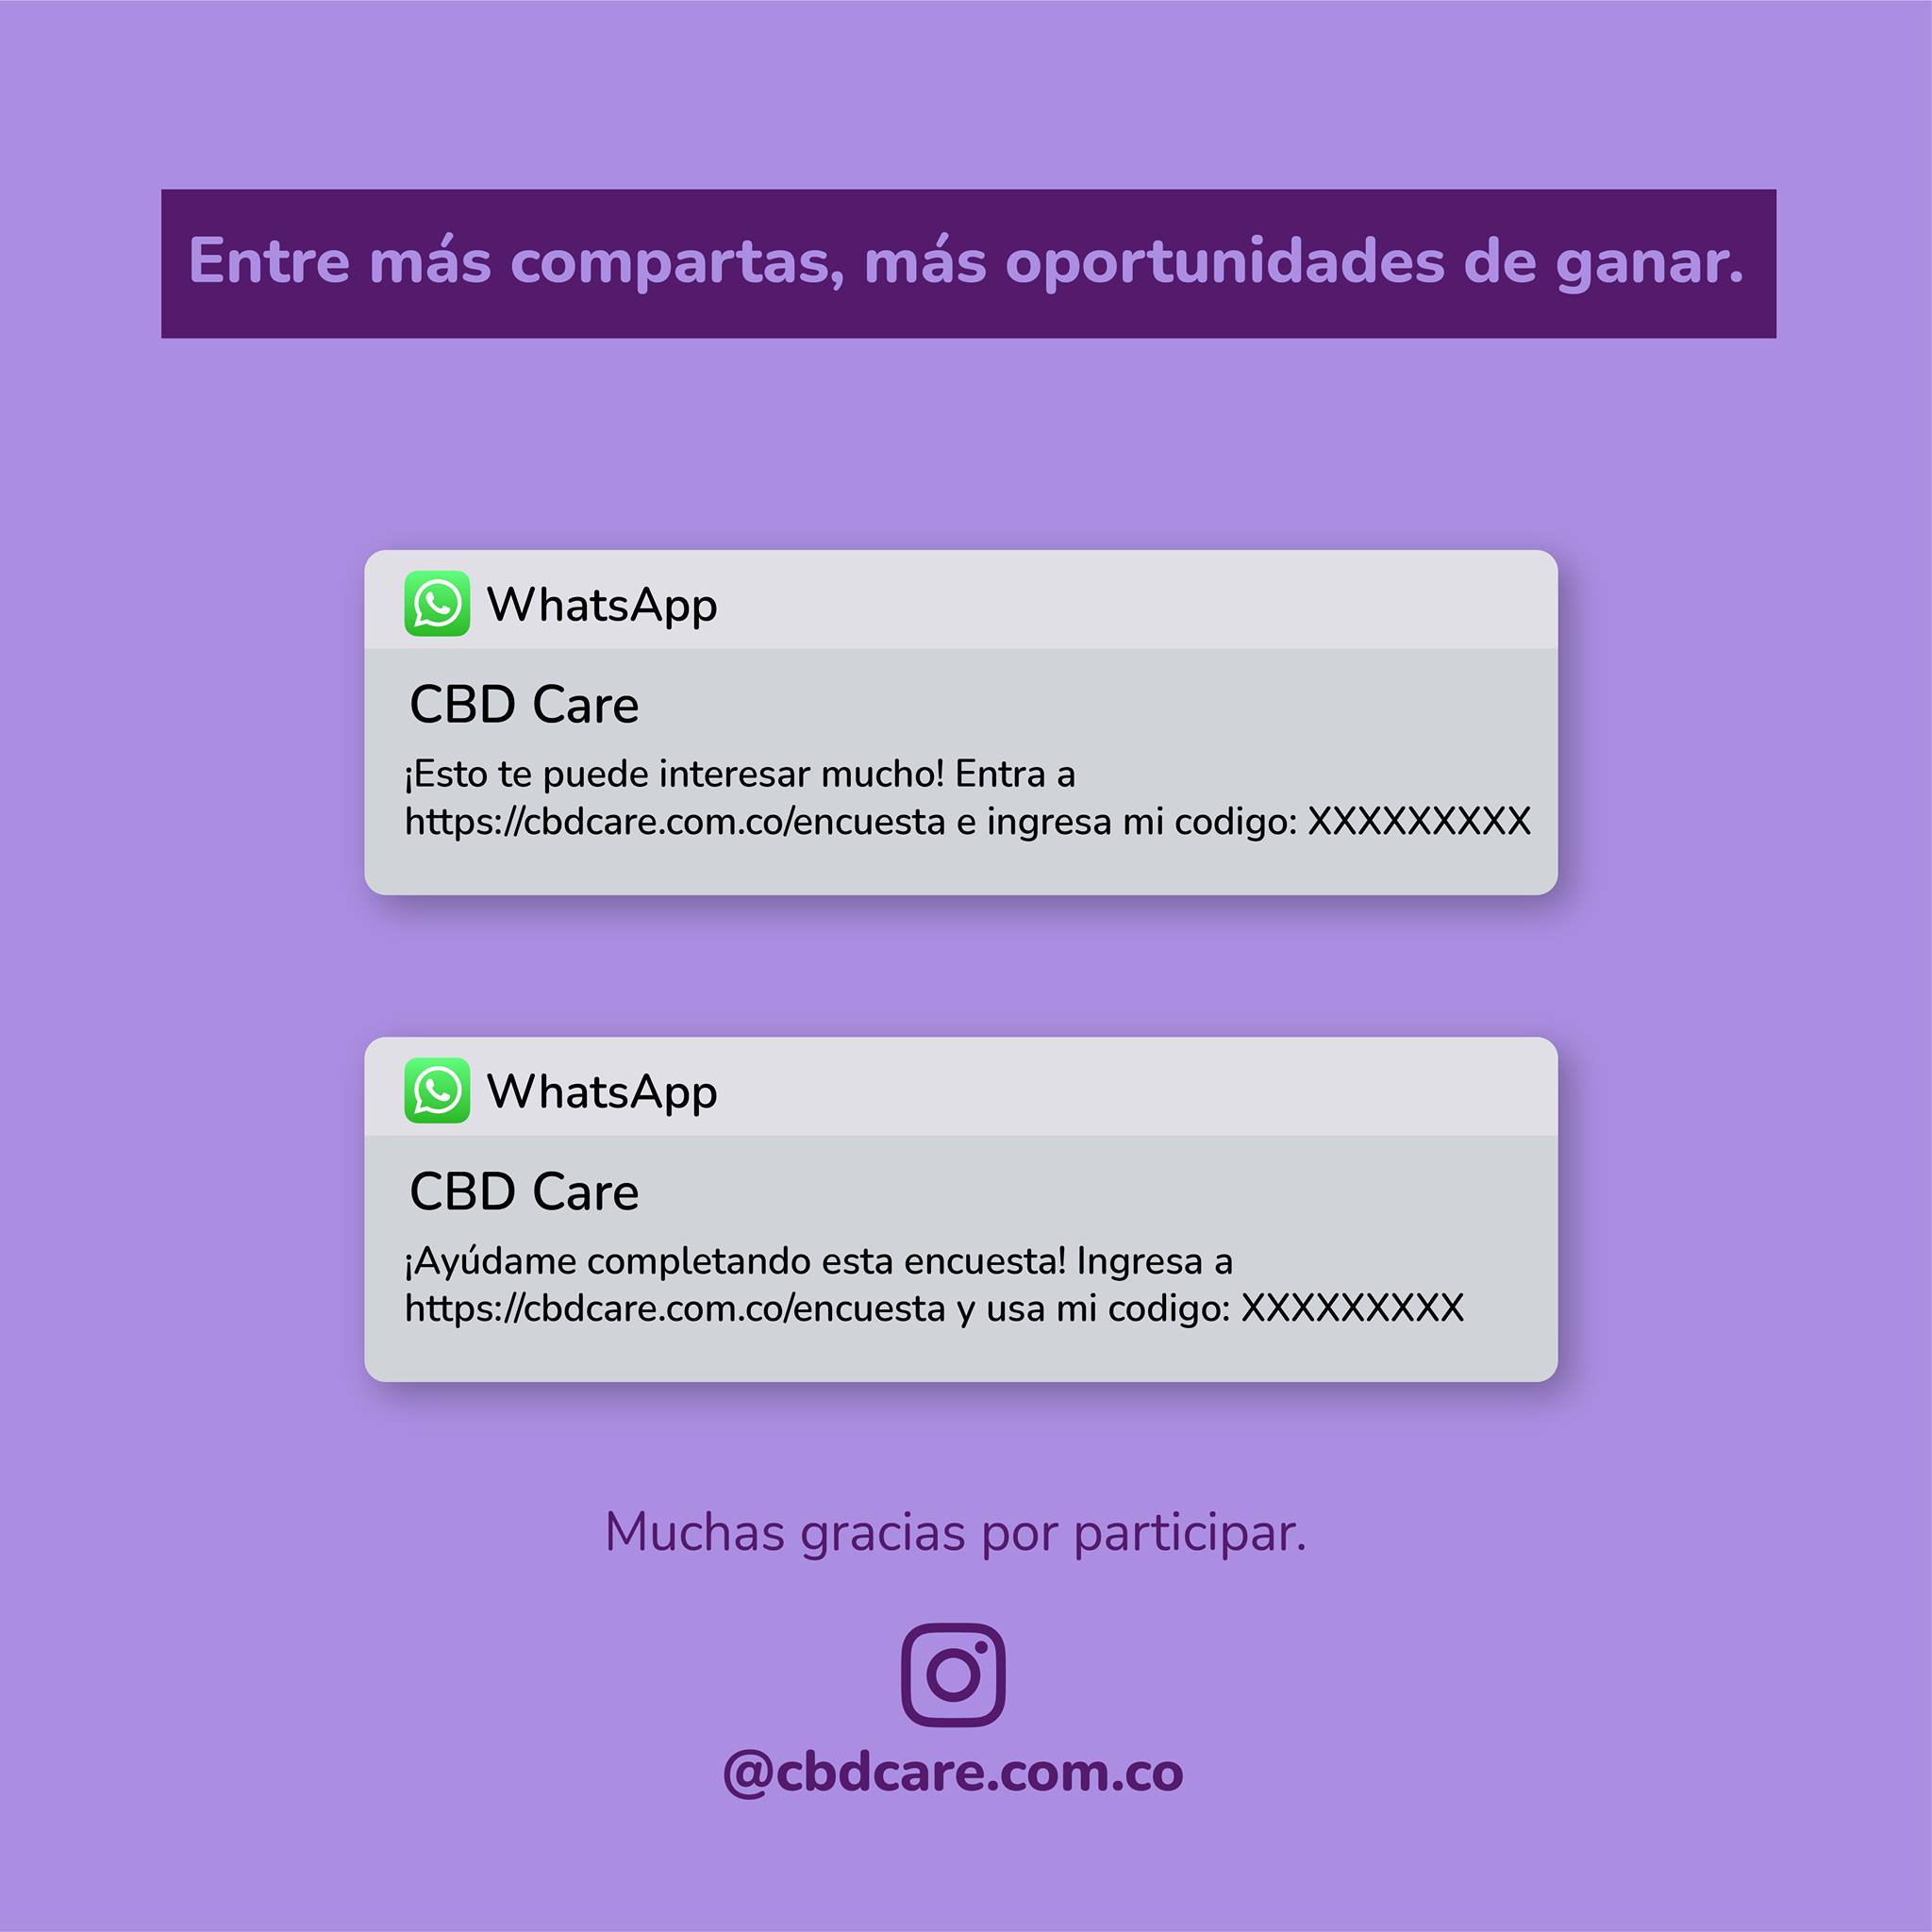 Entre más compartas, más oportunidades de ganar.
WhatsApp
CBD Care
¡Esto te puede interesar mucho! Entra a
https://cbdcare.com.co/encuesta e ingresa mi codigo: XXXXXXXXX
WhatsApp
CBD Care
¡Ayúdame completando esta encuesta! Ingresa a
https://cbdcare.com.co/encuesta y usa mi codigo: XXXXXXXXX
Muchas gracias por participar.
@cbdcare.com.co